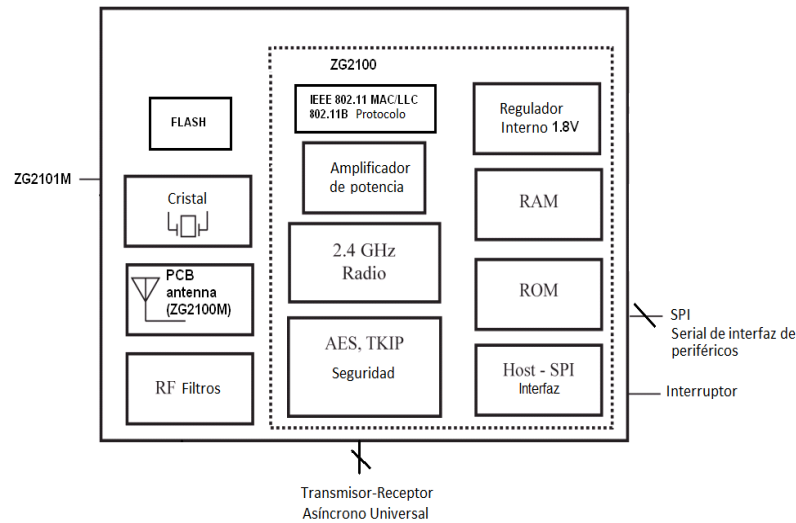 ZG2100
IEEE 802.11 MAC/LLC
802.11B Protocolo
Regulador
Interno 1.8V
FLASH
Amplificador
de potencia
ZG2101M
Cristal
RAM
2.4 GHz
Radio
PCB
antenna
(ZG2100M)
ROM
SPI
Serial de interfaz de
periféricos
AES, TKIP
Seguridad
RF Filtros
Host - SPI
Interfaz
Interruptor
Transmisor-Receptor
Asíncrono Universal